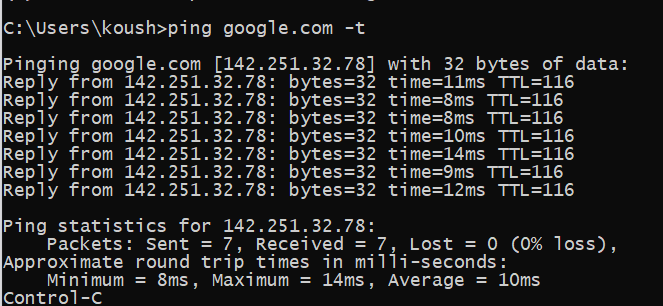 C:\Users\koush>ping google.com -t
Pinging google.com [142.251.32.78] with 32 bytes of data:
Reply from 142.251.32.78: bytes=32 time=11ms TTL=116
Reply from 142.251.32.78: bytes=32 time=8ms TTL=116
Reply from 142.251.32.78: bytes=32 time=8ms TTL=116
Reply from 142.251.32.78: bytes=32 time=10ms TTL=116
Reply from 142.251.32.78: bytes=32 time=14ms TTL=116
Reply from 142.251.32.78: bytes=32 time=9ms TTL=116
Reply from 142.251.32.78: bytes=32 time=12ms TTL=116
Ping statistics for 142.251.32.78:
    Packets: Sent = 7, Received = 7, Lost = 0 (0% loss),
Approximate round trip times in milli-seconds:
    Minimum = 8ms, Maximum = 14ms, Average = 10ms
Control-C